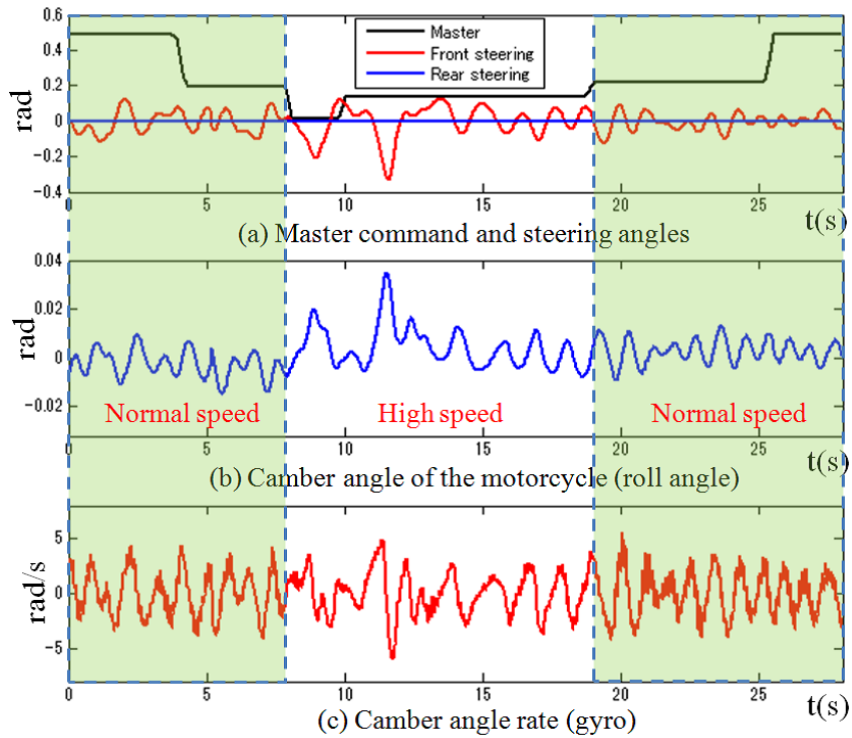 0.6
Master
Front steering
Rear steering
0.4
0.2
0
-0.2
-0.4
rad
0 5 10 15 20 25
t(s)
(a) Master command and steering angles
0.04
0.02
0
-0.02
rad
Normal speed High speed Normal speed
0 5 10 15 20 25
t(s)
(b) Camber angle of the motorcycle (roll angle)
5
0
-5
rad/s
0 5 10 15 20 25
t(s)
(c) Camber angle rate (gyro)